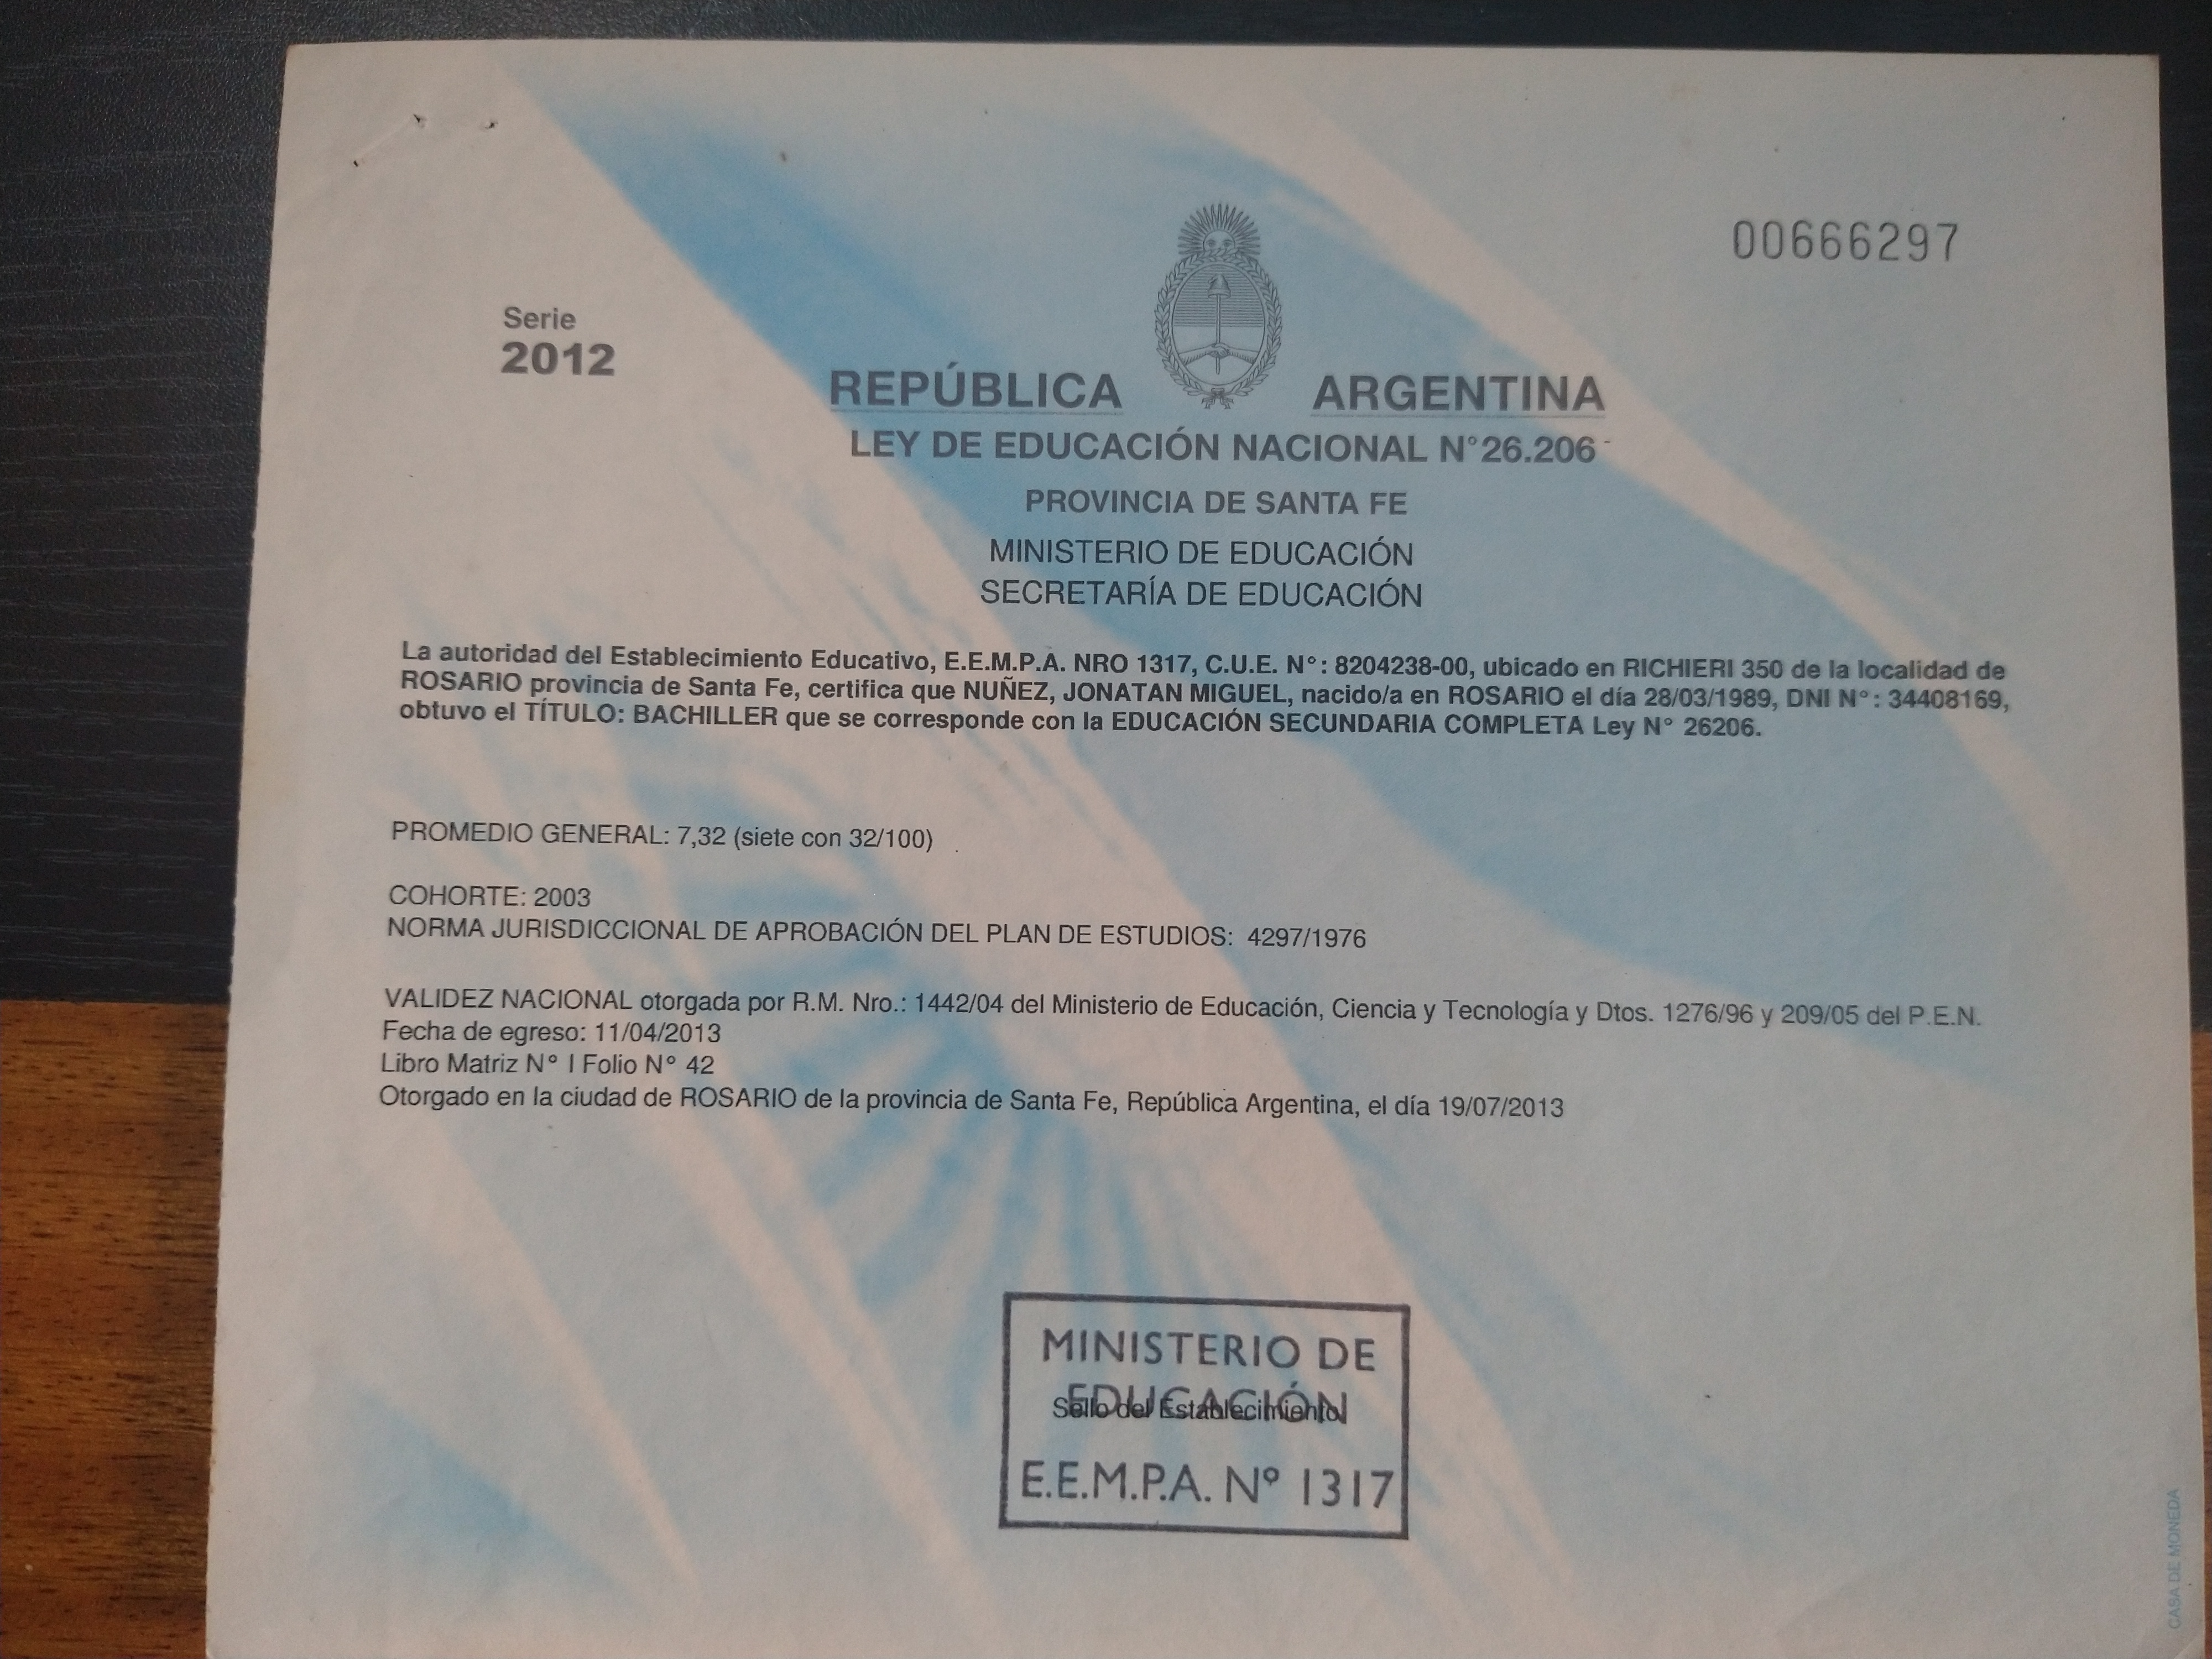 Serie
2012
00666297
REPÚBLICA ARGENTINA
LEY DE EDUCACIÓN NACIONAL N°26.206 -
PROVINCIA DE SANTA FE
MINISTERIO DE EDUCACIÓN
SECRETARÍA DE EDUCACIÓN
La autoridad del Establecimiento Educativo, E.E.M.P.A. NRO 1317, C.U.E. N°: 8204238-00, ubicado en RICHIERI 350 de la localidad de
ROSARIO provincia de Santa Fe, certifica que NUÑEZ, JONATAN MIGUEL, nacido/a en ROSARIO el día 28/03/1989, DNI N°: 34408169,
obtuvo el TÍTULO: BACHILLER que se corresponde con la EDUCACIÓN SECUNDARIA COMPLETA Ley N° 26206.
PROMEDIO GENERAL: 7,32 (siete con 32/100)
COHORTE: 2003
NORMA JURISDICCIONAL DE APROBACIÓN DEL PLAN DE ESTUDIOS: 4297/1976
VALIDEZ NACIONAL otorgada por R.M. Nro.: 1442/04 del Ministerio de Educación, Ciencia y Tecnología y Dtos. 1276/96 y 209/05 del P.E.N.
Fecha de egreso: 11/04/2013
Libro Matriz N° I Folio N° 42
Otorgado en la ciudad de ROSARIO de la provincia de Santa Fe, República Argentina, el día 19/07/2013
MINISTERIO DE
EDUCACIÓN
Sello del Establecimiento
E.E.M.P.A. Nº 1317
CASA DE MONEDA